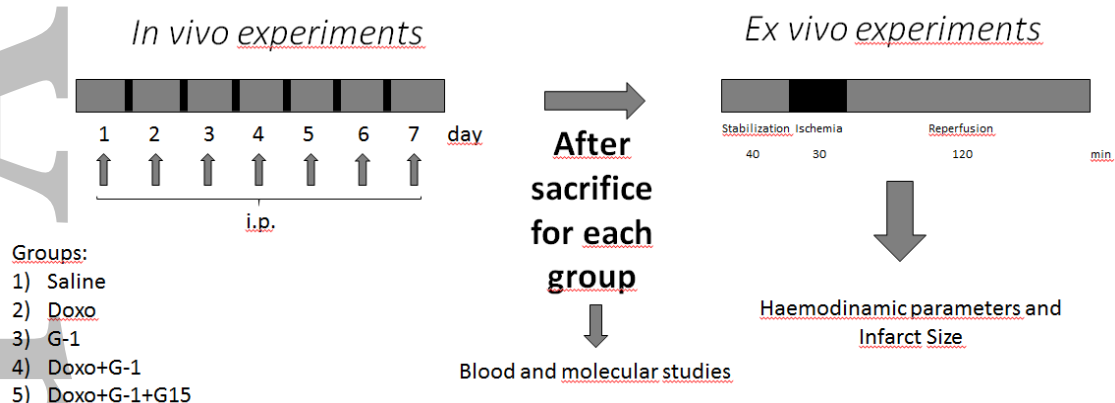 In vivo experiments
1 2 3 4 5 6 7 day
i.p.
Groups:
1) Saline
2) Doxo
3) G-1
4) Doxo+G-1
5) Doxo+G-1+G15
After
sacrifice
for each
group
Blood and molecular studies
Ex vivo experiments
Stabilization Ischemia Reperfusion
40 30 120 min
Haemodinamic parameters and
Infarct Size